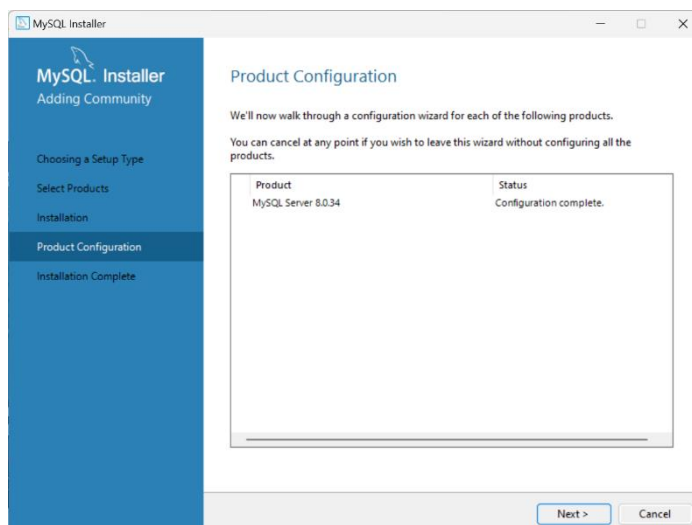 MySQL Installer
MySQL. Installer
Adding Community
Choosing a Setup Type
Select Products
Installation
Product Configuration
Installation Complete
Product Configuration
We'll now walk through a configuration wizard for each of the following products.
You can cancel at any point if you wish to leave this wizard without configuring all the
products.
Product Status
MySQL Server 8.0.34 Configuration complete.
Next > Cancel